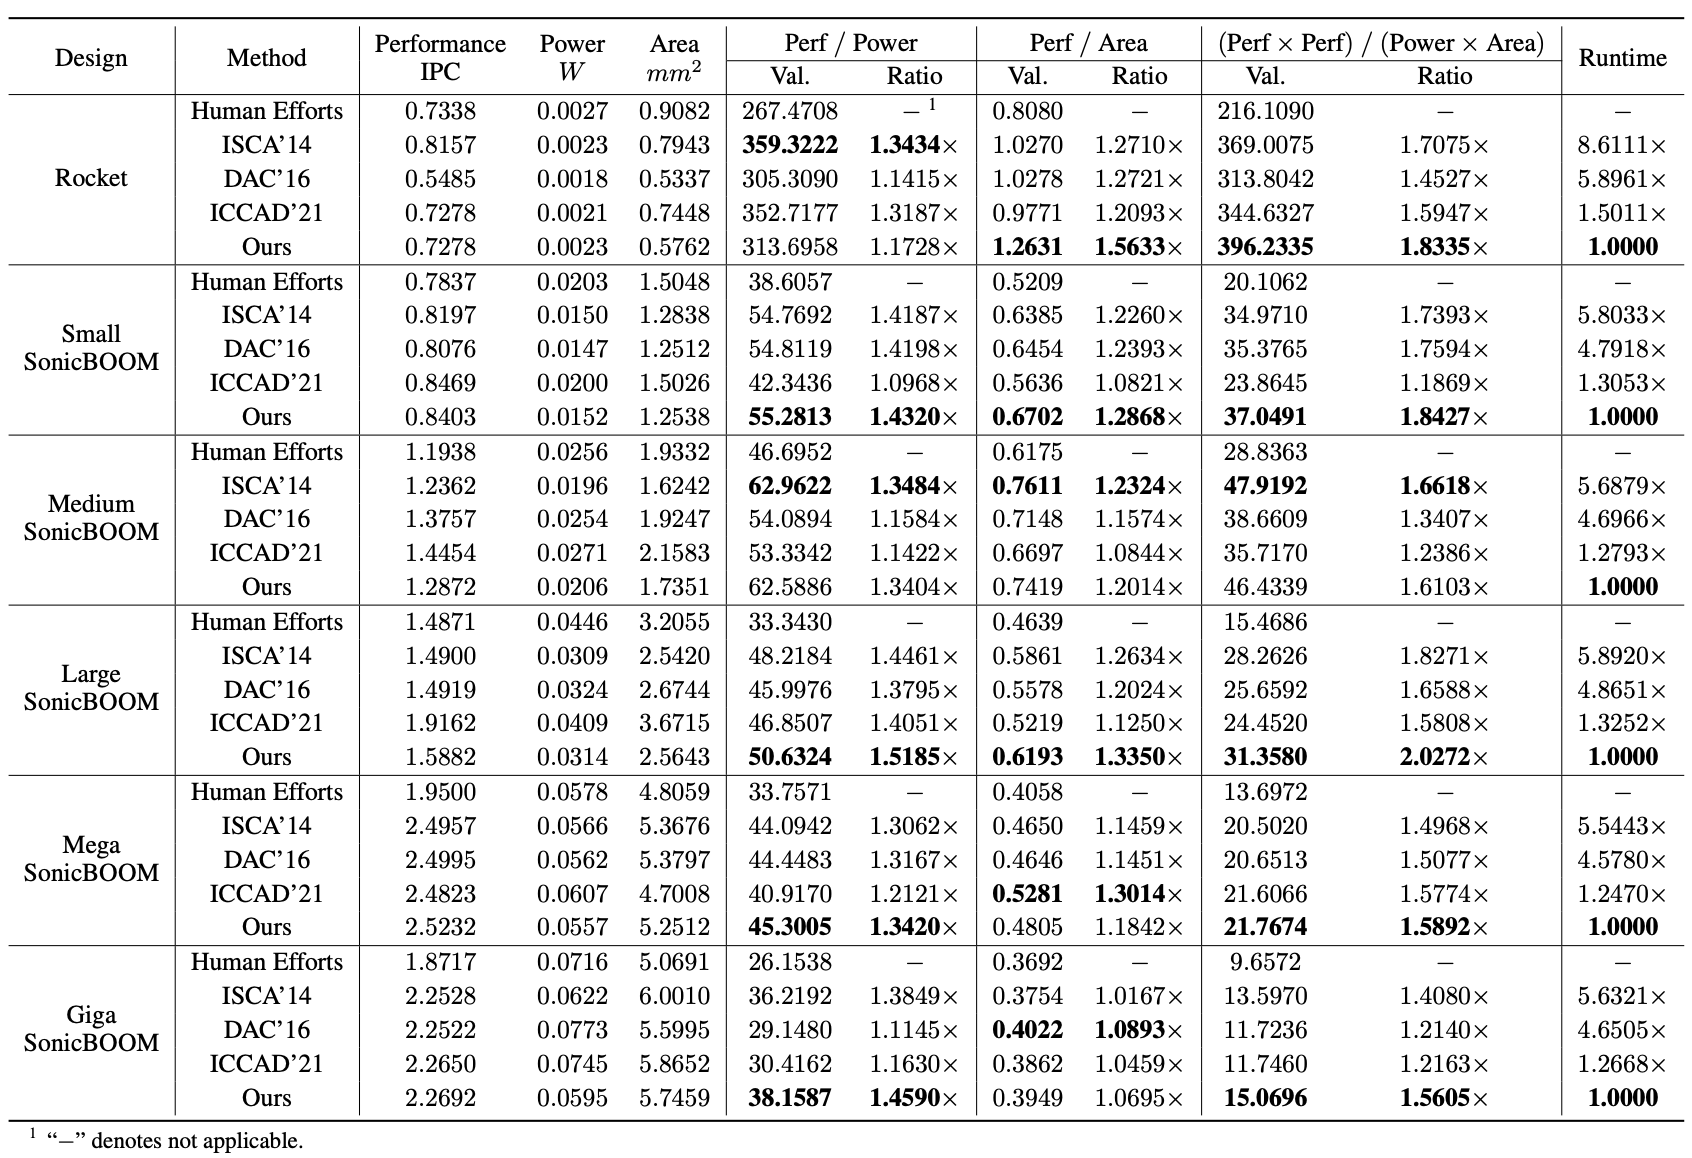 Design Method Performance IPC Power W Area mm² Perf / Power Perf / Area (Perf × Perf) / (Power × Area) Runtime
Val. Ratio Val. Ratio Val. Ratio
Rocket
Human Efforts 0.7338 0.0027 0.9082 267.4708 − ¹ 0.8080 − 216.1090 − −
ISCA’14 0.8157 0.0023 0.7943 359.3222 1.3434× 1.0270 1.2710× 369.0075 1.7075× 8.6111×
DAC’16 0.5485 0.0018 0.5337 305.3090 1.1415× 1.0278 1.2721× 313.8042 1.4527× 5.8961×
ICCAD’21 0.7278 0.0021 0.7448 352.7177 1.3187× 0.9771 1.2093× 344.6327 1.5947× 1.5011×
Ours 0.7278 0.0023 0.5762 313.6958 1.1728× 1.2631 1.5633× 396.2335 1.8335× 1.0000
Small
SonicBOOM
Human Efforts 0.7837 0.0203 1.5048 38.6057 − 0.5209 − 20.1062 − −
ISCA’14 0.8197 0.0150 1.2838 54.7692 1.4187× 0.6385 1.2260× 34.9710 1.7393× 5.8033×
DAC’16 0.8076 0.0147 1.2512 54.8119 1.4198× 0.6454 1.2393× 35.3765 1.7594× 4.7918×
ICCAD’21 0.8469 0.0200 1.5026 42.3436 1.0968× 0.5636 1.0821× 23.8645 1.1869× 1.3053×
Ours 0.8403 0.0152 1.2538 55.2813 1.4320× 0.6702 1.2868× 37.0491 1.8427× 1.0000
Medium
SonicBOOM
Human Efforts 1.1938 0.0256 1.9332 46.6952 − 0.6175 − 28.8363 − −
ISCA’14 1.2362 0.0196 1.6242 62.9622 1.3484× 0.7611 1.2324× 47.9192 1.6618× 5.6879×
DAC’16 1.3757 0.0254 1.9247 54.0894 1.1584× 0.7148 1.1574× 38.6609 1.3407× 4.6966×
ICCAD’21 1.4454 0.0271 2.1583 53.3342 1.1422× 0.6697 1.0844× 35.7170 1.2386× 1.2793×
Ours 1.2872 0.0206 1.7351 62.5886 1.3404× 0.7419 1.2014× 46.4339 1.6103× 1.0000
Large
SonicBOOM
Human Efforts 1.4871 0.0446 3.2055 33.3430 − 0.4639 − 15.4686 − −
ISCA’14 1.4900 0.0309 2.5420 48.2184 1.4461× 0.5861 1.2634× 28.2626 1.8271× 5.8920×
DAC’16 1.4919 0.0324 2.6744 45.9976 1.3795× 0.5578 1.2024× 25.6592 1.6588× 4.8651×
ICCAD’21 1.9162 0.0409 3.6715 46.8507 1.4051× 0.5219 1.1250× 24.4520 1.5808× 1.3252×
Ours 1.5882 0.0314 2.5643 50.6324 1.5185× 0.6193 1.3350× 31.3580 2.0272× 1.0000
Mega
SonicBOOM
Human Efforts 1.9500 0.0578 4.8059 33.7571 − 0.4058 − 13.6972 − −
ISCA’14 2.4957 0.0566 5.3676 44.0942 1.3062× 0.4650 1.1459× 20.5020 1.4968× 5.5443×
DAC’16 2.4995 0.0562 5.3797 44.4483 1.3167× 0.4646 1.1451× 20.6513 1.5077× 4.5780×
ICCAD’21 2.4823 0.0607 4.7008 40.9170 1.2121× 0.5281 1.3014× 21.6066 1.5774× 1.2470×
Ours 2.5232 0.0557 5.2512 45.3005 1.3420× 0.4805 1.1842× 21.7674 1.5892× 1.0000
Giga
SonicBOOM
Human Efforts 1.8717 0.0716 5.0691 26.1538 − 0.3692 − 9.6572 − −
ISCA’14 2.2528 0.0622 6.0010 36.2192 1.3849× 0.3754 1.0167× 13.5970 1.4080× 5.6321×
DAC’16 2.2522 0.0773 5.5995 29.1480 1.1145× 0.4022 1.0893× 11.7236 1.2140× 4.6505×
ICCAD’21 2.2650 0.0745 5.8652 30.4162 1.1630× 0.3862 1.0459× 11.7460 1.2163× 1.2668×
Ours 2.2692 0.0595 5.7459 38.1587 1.4590× 0.3949 1.0695× 15.0696 1.5605× 1.0000
¹ “−” denotes not applicable.